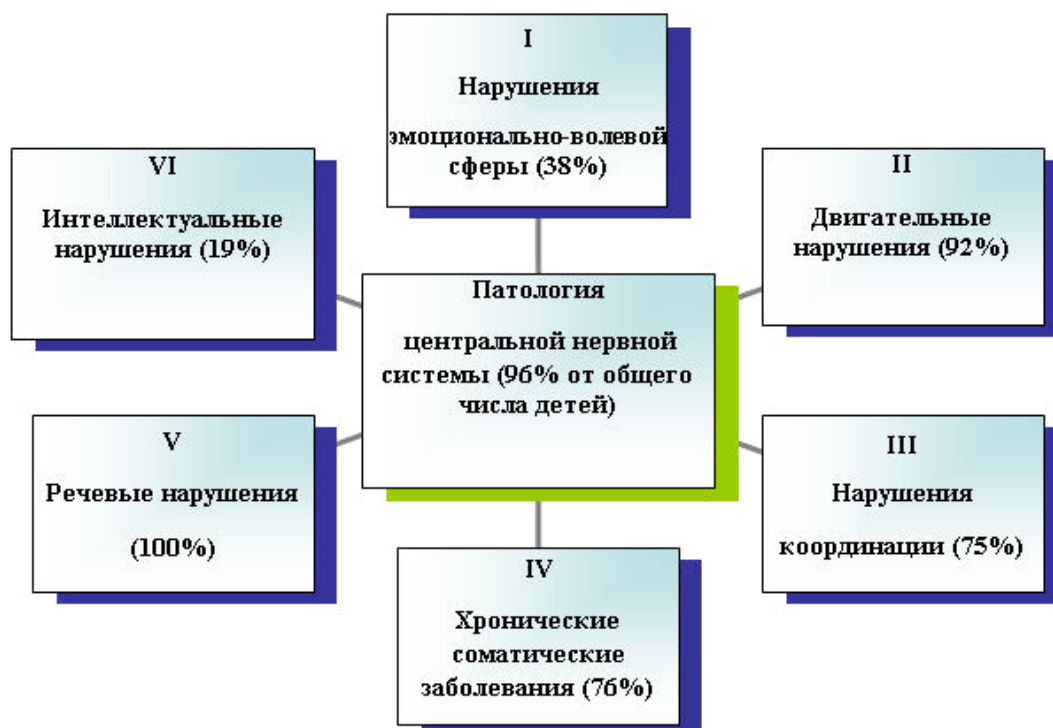 I
Нарушения
эмоционально-волевой
сферы (38%)
VI
Интеллектуальные
нарушения (19%)
II
Двигательные
нарушения (92%)
Патология
центральной нервной
системы (96% от общего
числа детей)
V
Речевые нарушения
(100%)
III
Нарушения
координации (75%)
IV
Хронические
соматические
заболевания (76%)